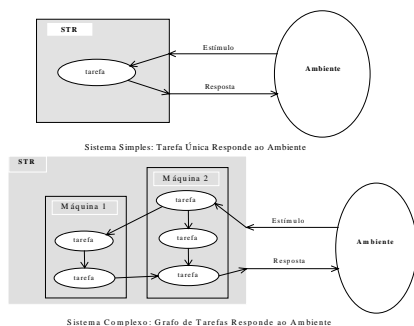 STR
Estímulo
tarefa
Ambiente
Resposta
Sistema Simples: Tarefa Única Responde ao Ambiente
STR
Máquina 2
Máquina 1
tarefa
Estímulo
tarefa
tarefa
Ambiente
Resposta
tarefa
tarefa
Sistema Complexo: Grafo de Tarefas Responde ao Ambiente